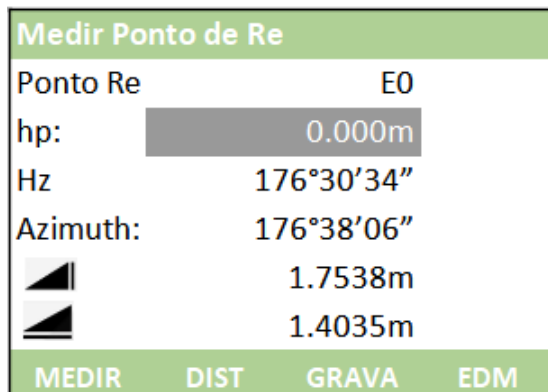 Medir Ponto de Re
Ponto Re E0
hp: 0.000m
Hz 176°30’34”
Azimuth: 176°38’06”
1.7538m
1.4035m
MEDIR DIST GRAVA EDM